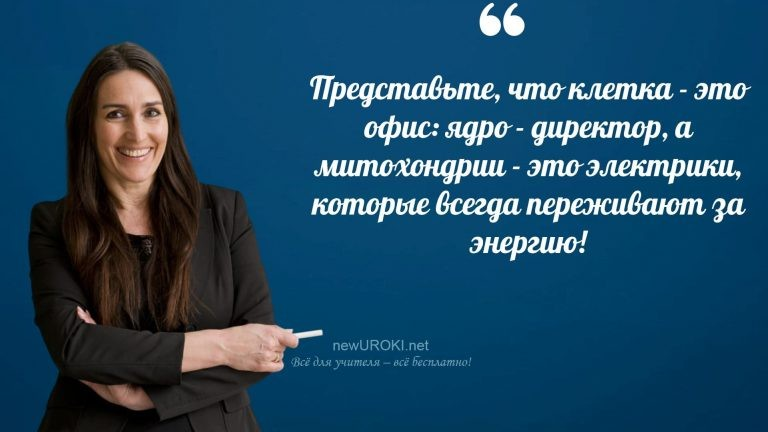 ❝
Представьте, что клетка - это
офис: ядро - директор, а
митохондрии - это электрики,
которые всегда переживают за
энергию!
newUROKI.net
Всё для учителя – всё бесплатно!